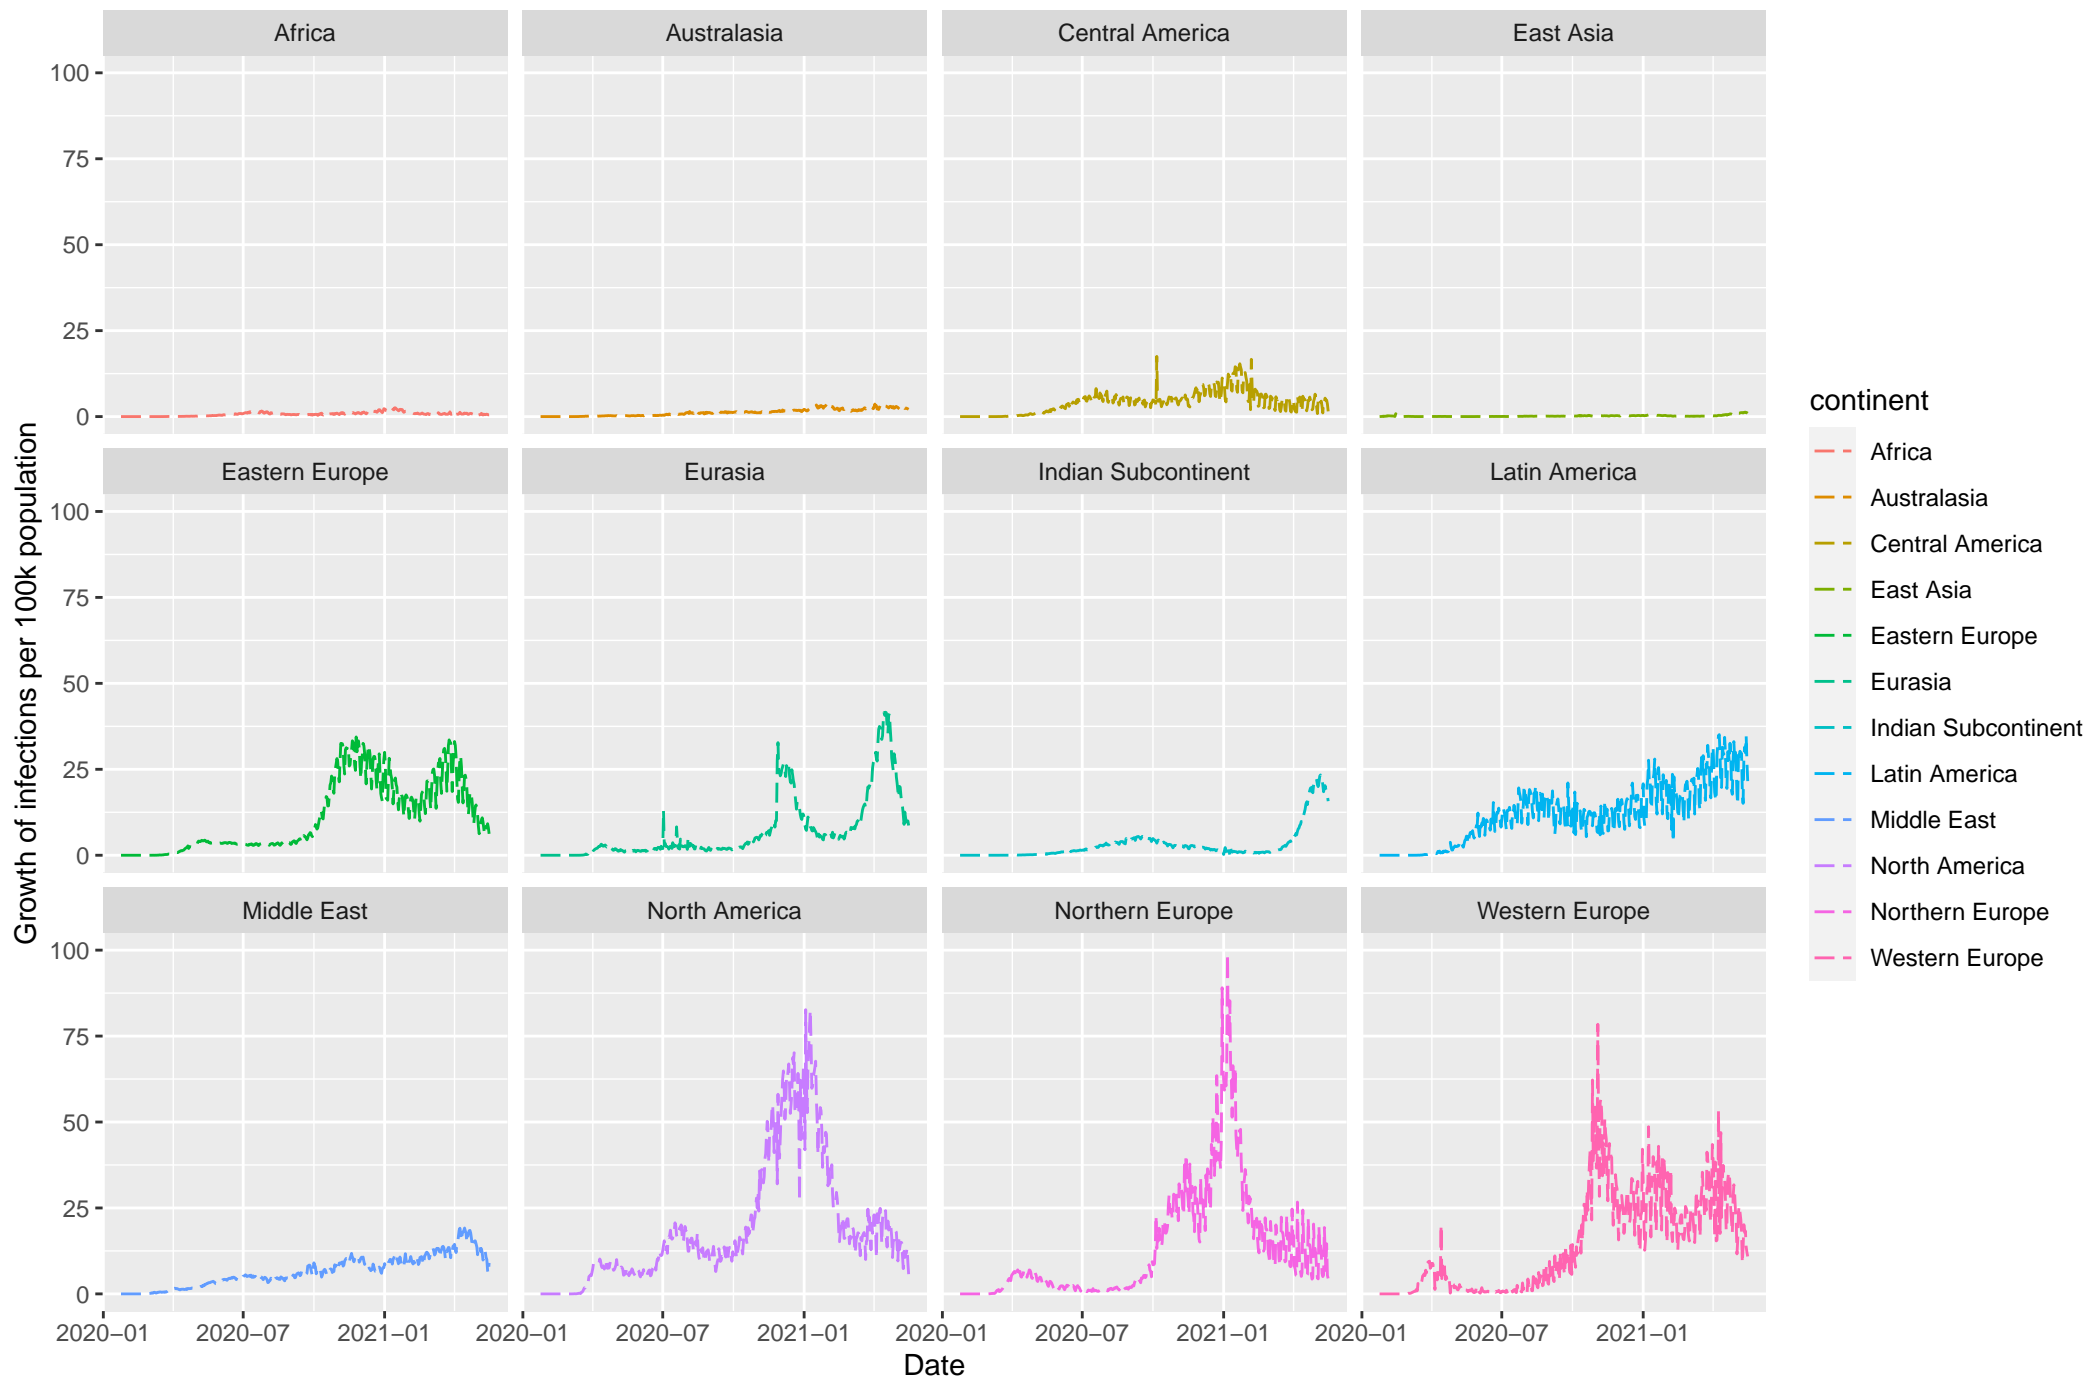 Africa
Australasia
Central America
East Asia
100
75
50
25
0
Eastern Europe
Eurasia
Indian Subcontinent
Latin America
100
75
50
25
0
Middle East
North America
Northern Europe
Western Europe
100
75
50
25
0
2020−01
2020−07
2021−01
2020−01
2020−07
2021−01
2020−01
2020−07
2021−01
2020−01
2020−07
2021−01
Date
Growth of infections per 100k population
continent
Africa
Australasia
Central America
East Asia
Eastern Europe
Eurasia
Indian Subcontinent
Latin America
Middle East
North America
Northern Europe
Western Europe